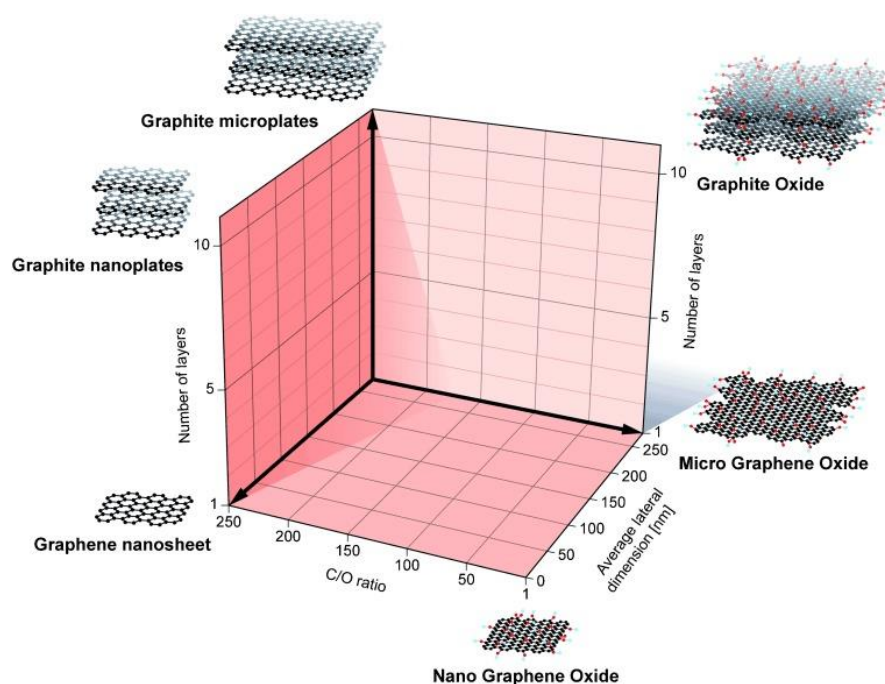 Graphite microplates
Graphite Oxide
Graphite nanoplates
10
5
1
Number of layers
10
5
1
Number of layers
Graphene nanosheet
250
200
150
100
50
1
C/O ratio
250
200
150
100
50
0
Average lateral
dimension [nm]
Micro Graphene Oxide
Nano Graphene Oxide